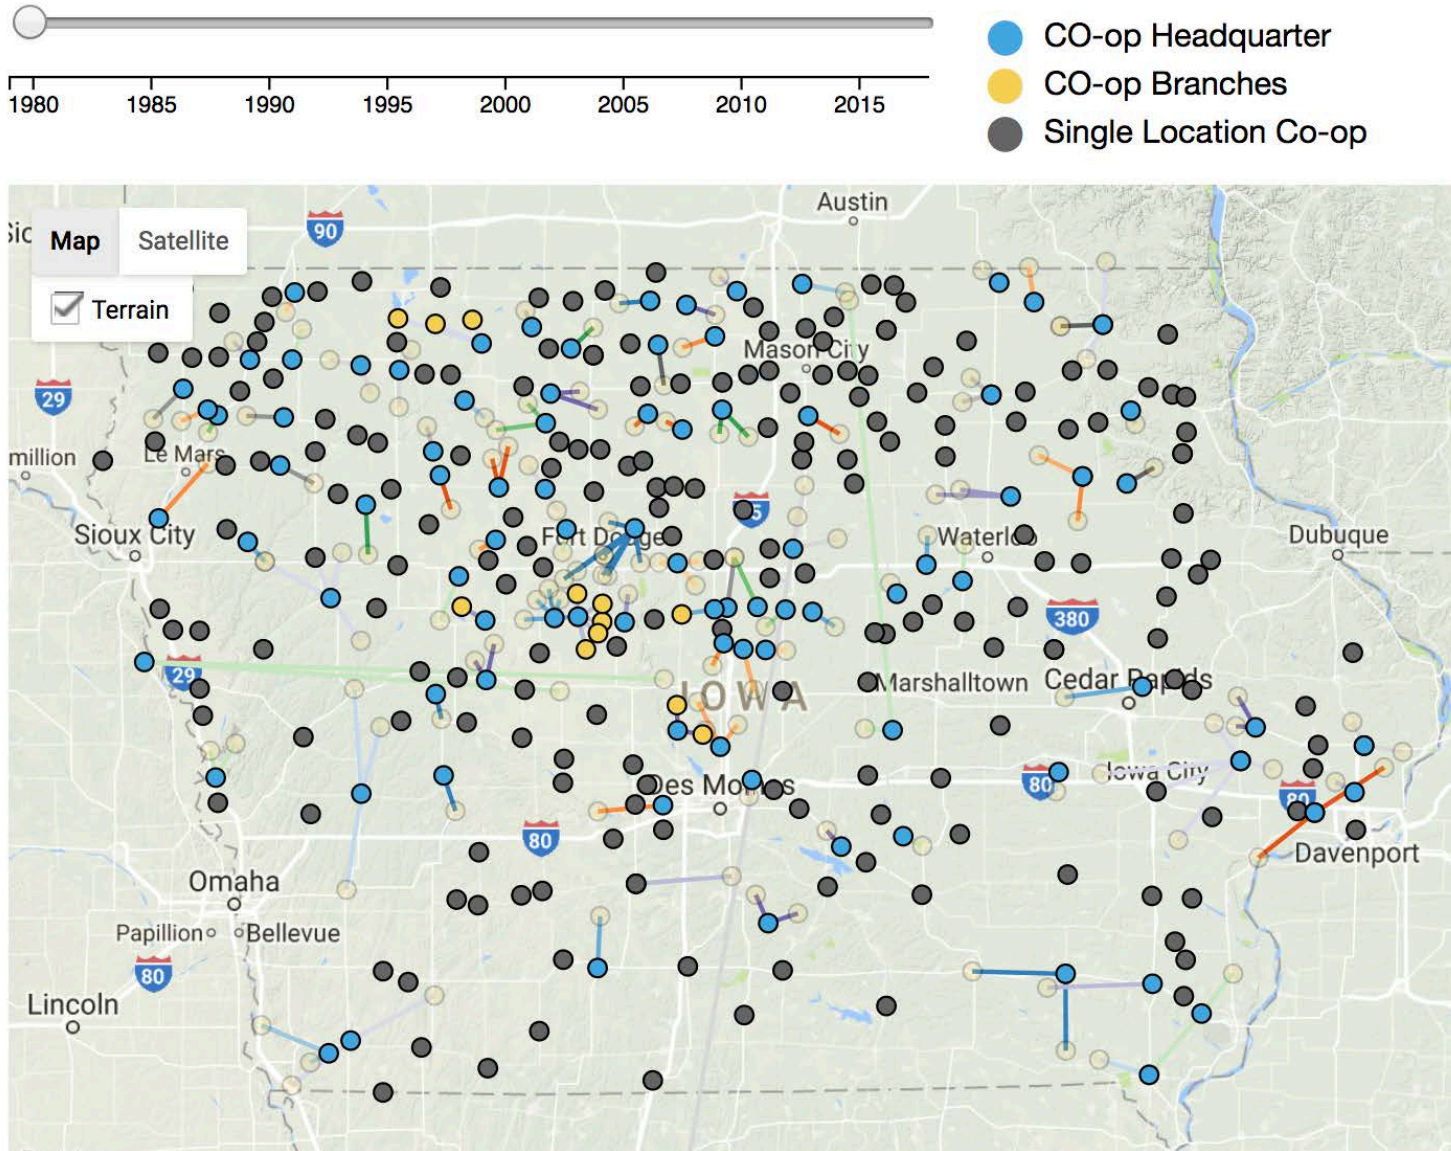 1980 1985 1990 1995 2000 2005 2010 2015
CO-op Headquarter
CO-op Branches
Single Location Co-op
Austin
Map Satellite
90
Terrain
Mason City
29
Le Mars
Sioux City
Fort Dodge
Waterloo
Dubuque
380
29
IOWA
Marshalltown
Cedar Rapids
Des Moines
80
Iowa City
80
80
Davenport
Omaha
Papillion
Bellevue
80
Lincoln